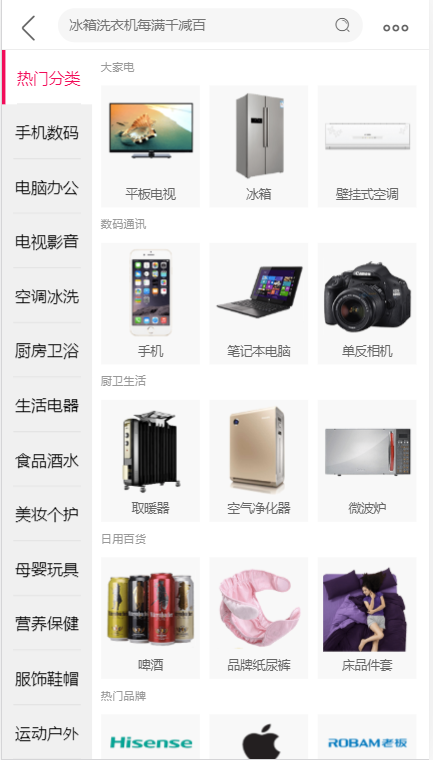 冰箱洗衣机每满千减百
热门分类
手机数码
电脑办公
电视影音
空调冰洗
厨房卫浴
生活电器
食品酒水
美妆个护
母婴玩具
营养保健
服饰鞋帽
运动户外
大家电
平板电视
冰箱
壁挂式空调
数码通讯
手机
笔记本电脑
Canon
单反相机
厨卫生活
取暖器
空气净化器
微波炉
日用百货
啤酒
品牌纸尿裤
床品件套
热门品牌
Hisense
ROBAM老板